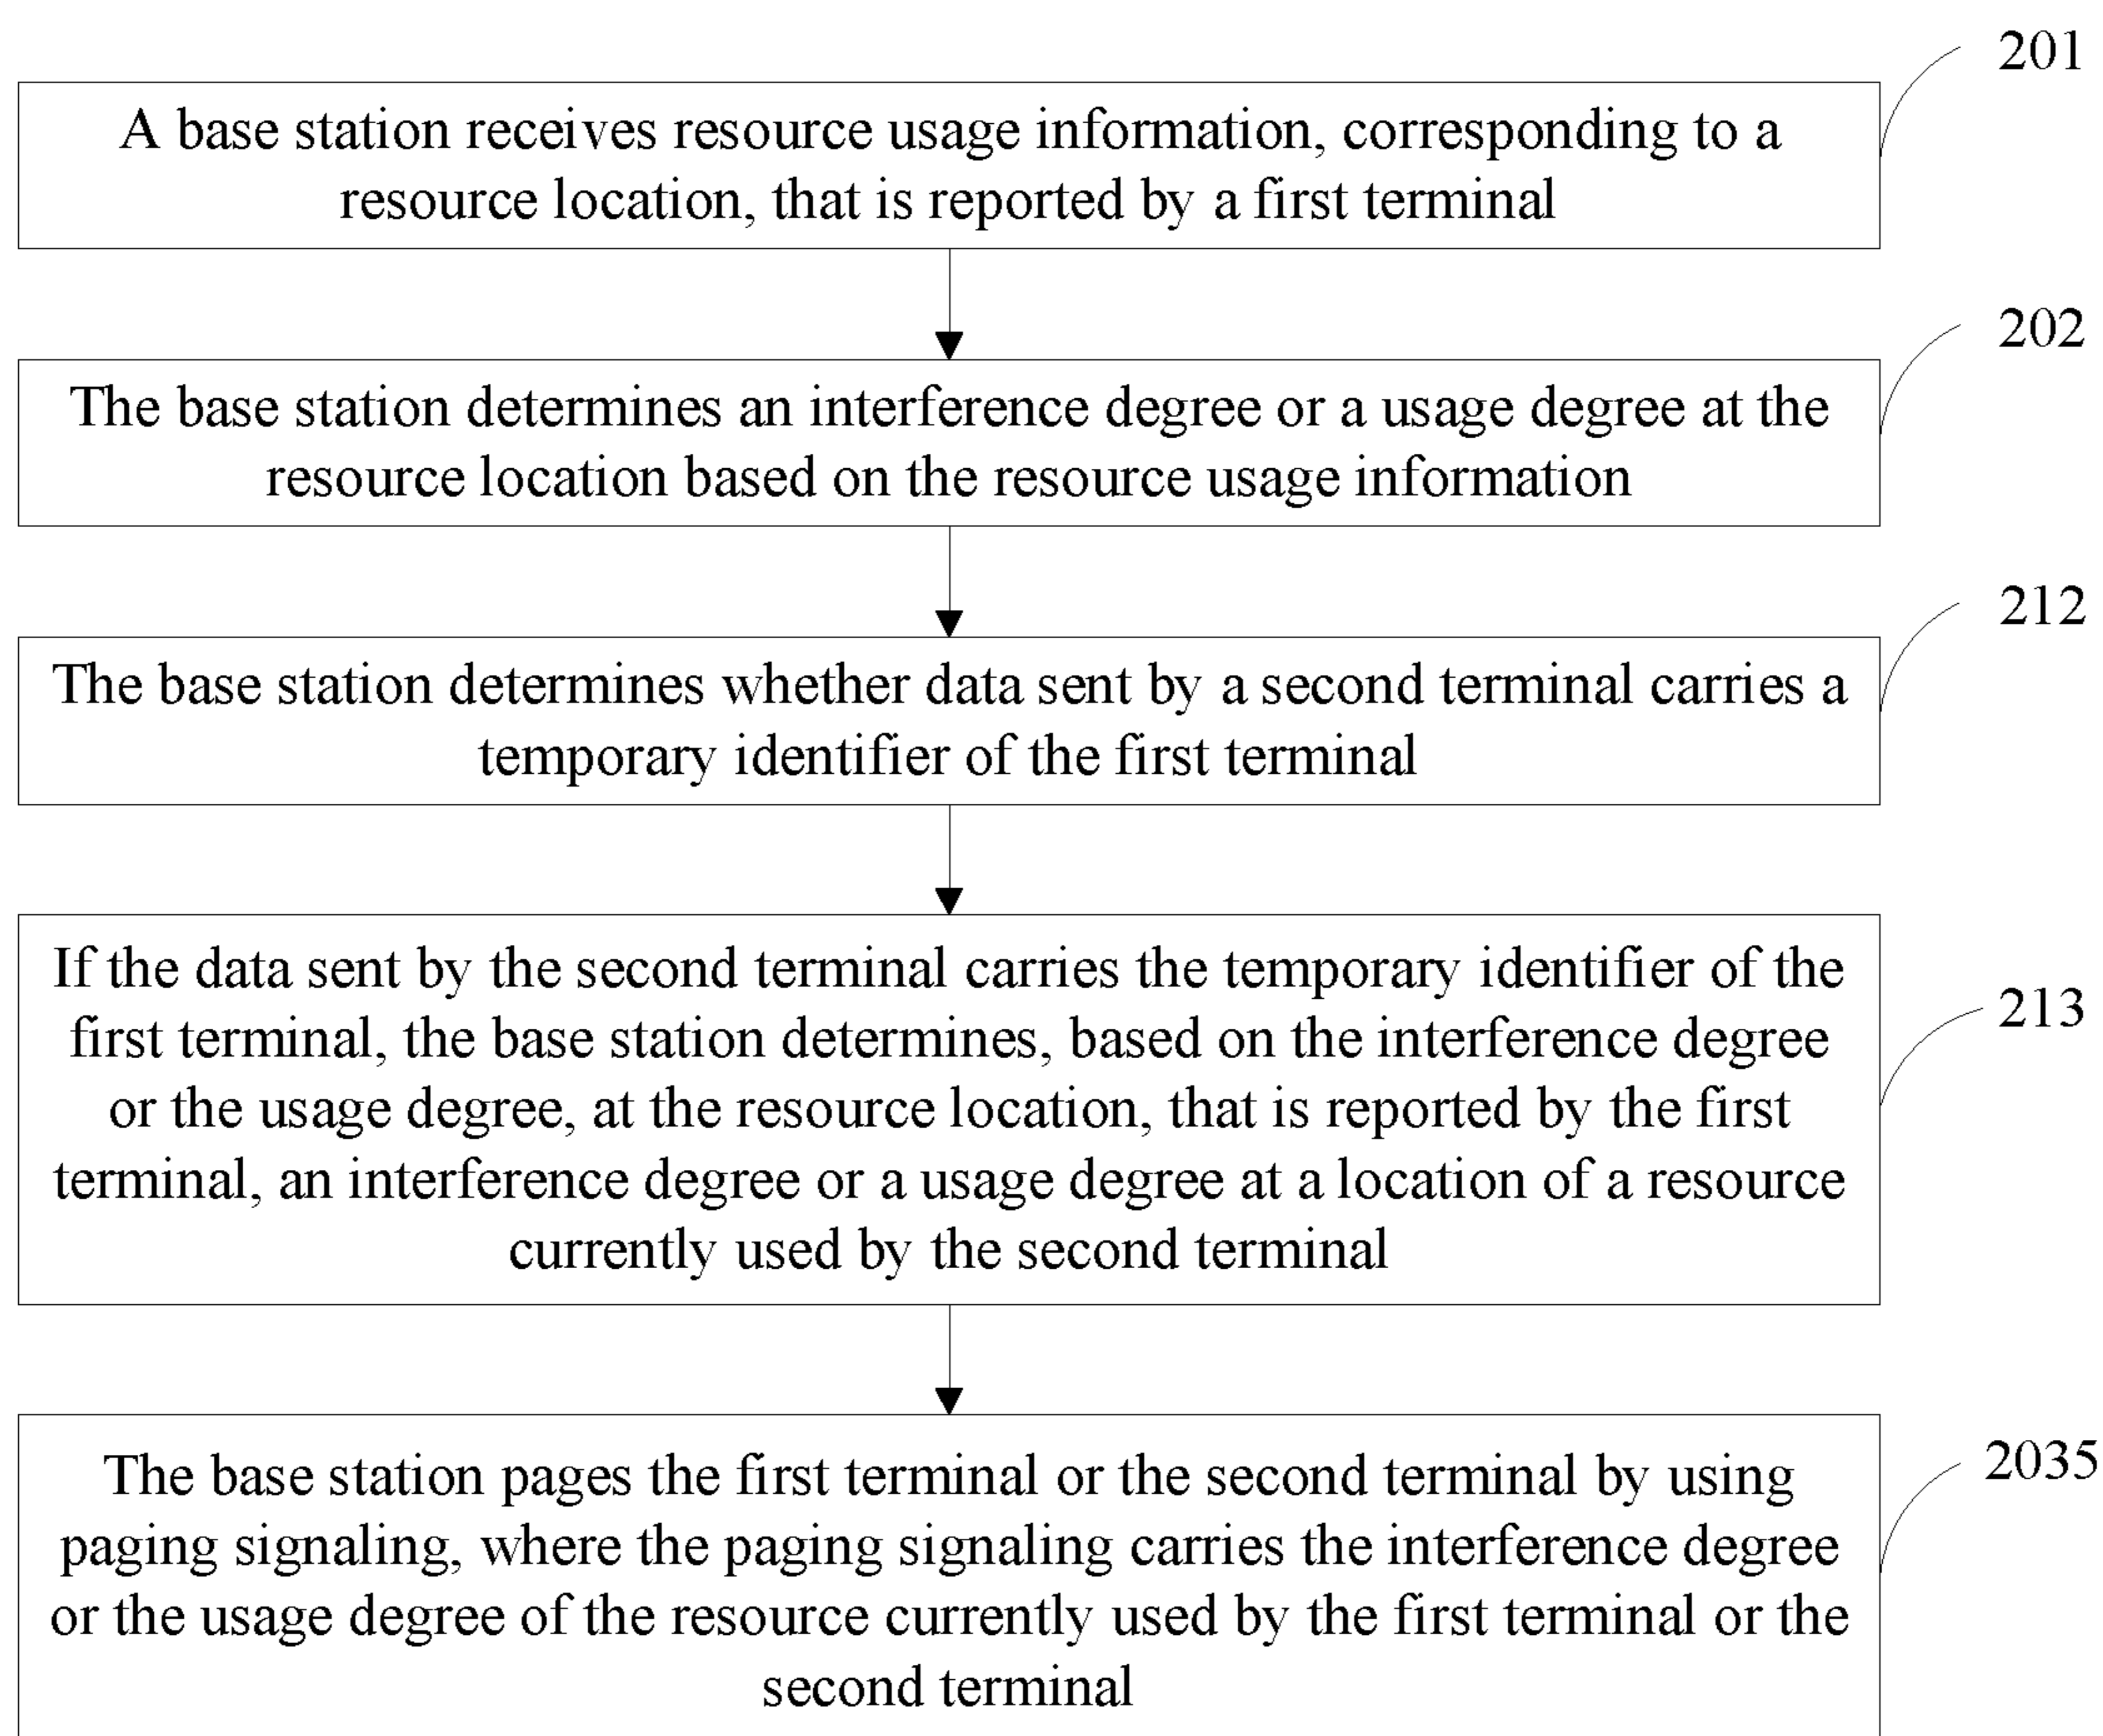 201
A base station receives resource usage information, corresponding to a
resource location, that is reported by a first terminal
202
The base station determines an interference degree or a usage degree at the
resource location based on the resource usage information
212
The base station determines whether data sent by a second terminal carries a
temporary identifier of the first terminal
If the data sent by the second terminal carries the temporary identifier of the
first terminal, the base station determines, based on the interference degree
213
or the usage degree, at the resource location, that is reported by the first
terminal, an interference degree or a usage degree at a location of a resource
currently used by the second terminal
2035
The base station pages the first terminal or the second terminal by using
paging signaling, where the paging signaling carries the interference degree
or the usage degree of the resource currently used by the first terminal or the
second terminal